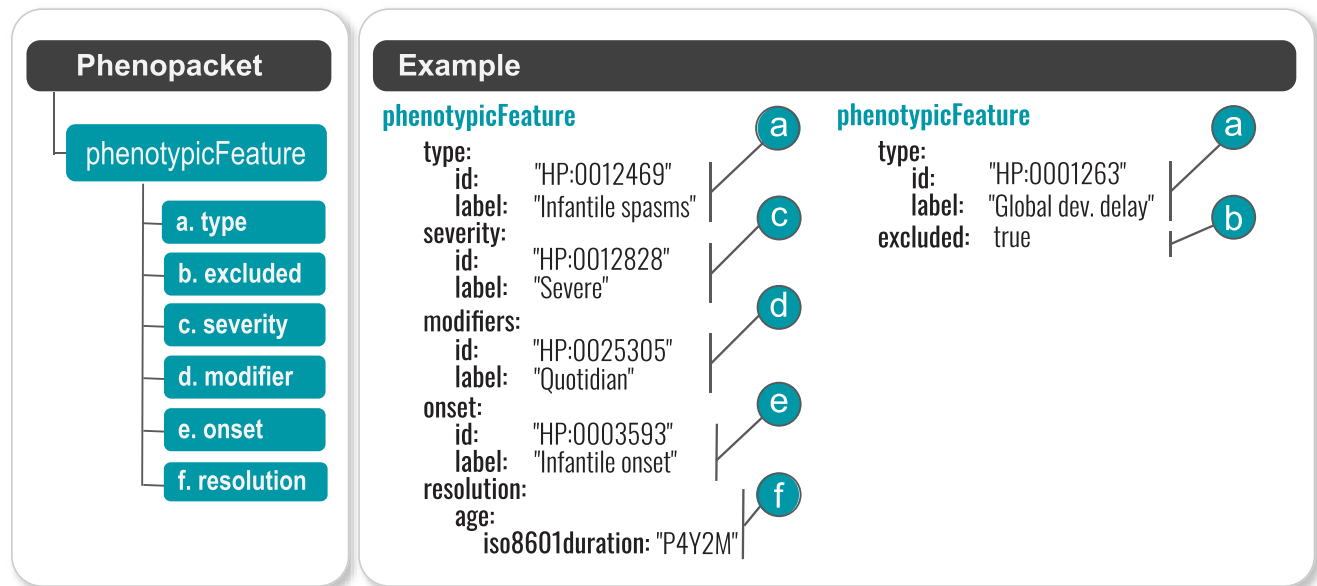 Phenopacket
phenotypicFeature
a. type
b. excluded
c. severity
d. modifier
e. onset
f. resolution
Example
phenotypicFeature
type:
id: "HP:0012469"
label: "Infantile spasms"
a
severity:
id: "HP:0012828"
label: "Severe"
c
modifiers:
id: "HP:0025305"
label: "Quotidian"
d
onset:
id: "HP:0003593"
label: "Infantile onset"
e
resolution:
age:
iso8601duration: "P4Y2M"
f
phenotypicFeature
type:
id: "HP:0001263"
label: "Global dev. delay"
a
excluded: true
b